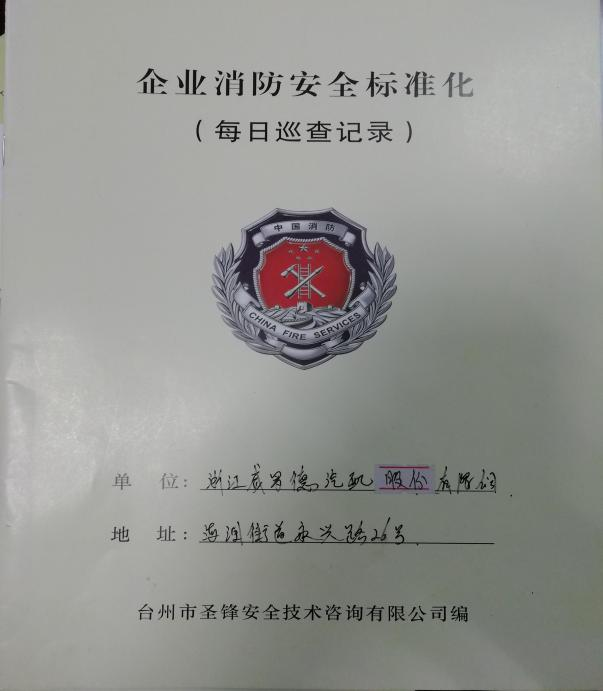 企业消防安全标准化
（每日巡查记录）
中国消防
CHINA FIRE SERVICES
单 位：浙江威尔德汽配股份有限公司
地 址：海润街道永兴路26号
台州市圣锋安全技术咨询有限公司编